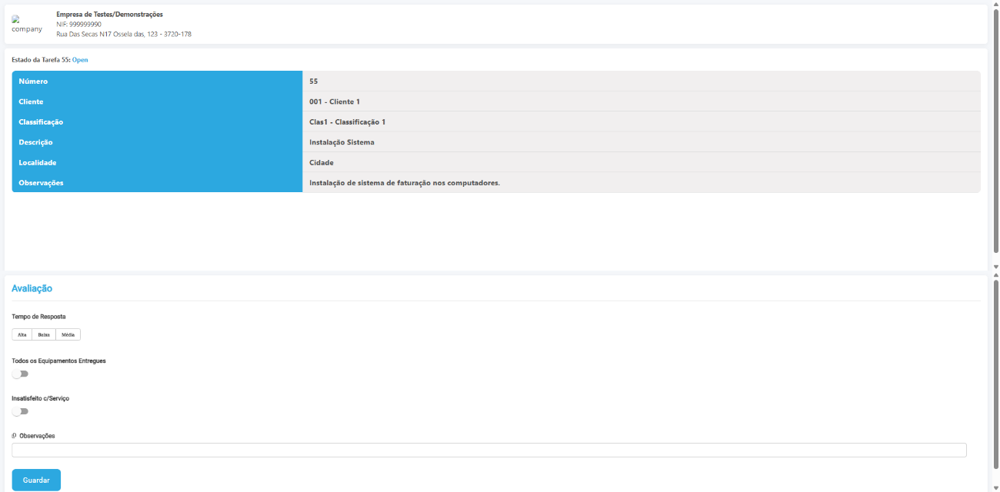 company
Empresa de Testes/Demonstrações
NIF: 999999990
Rua Das Secas N17 Ossela das, 123 - 3720-178
Estado da Tarefa 55: Open
Número 55
Cliente 001 - Cliente 1
Classificação Clas1 - Classificação 1
Descrição Instalação Sistema
Localidade Cidade
Observações Instalação de sistema de faturação nos computadores.
Avaliação
Tempo de Resposta
Alta Baixa Média
Todos os Equipamentos Entregues
Insatisfeito c/Serviço
Observações
Guardar